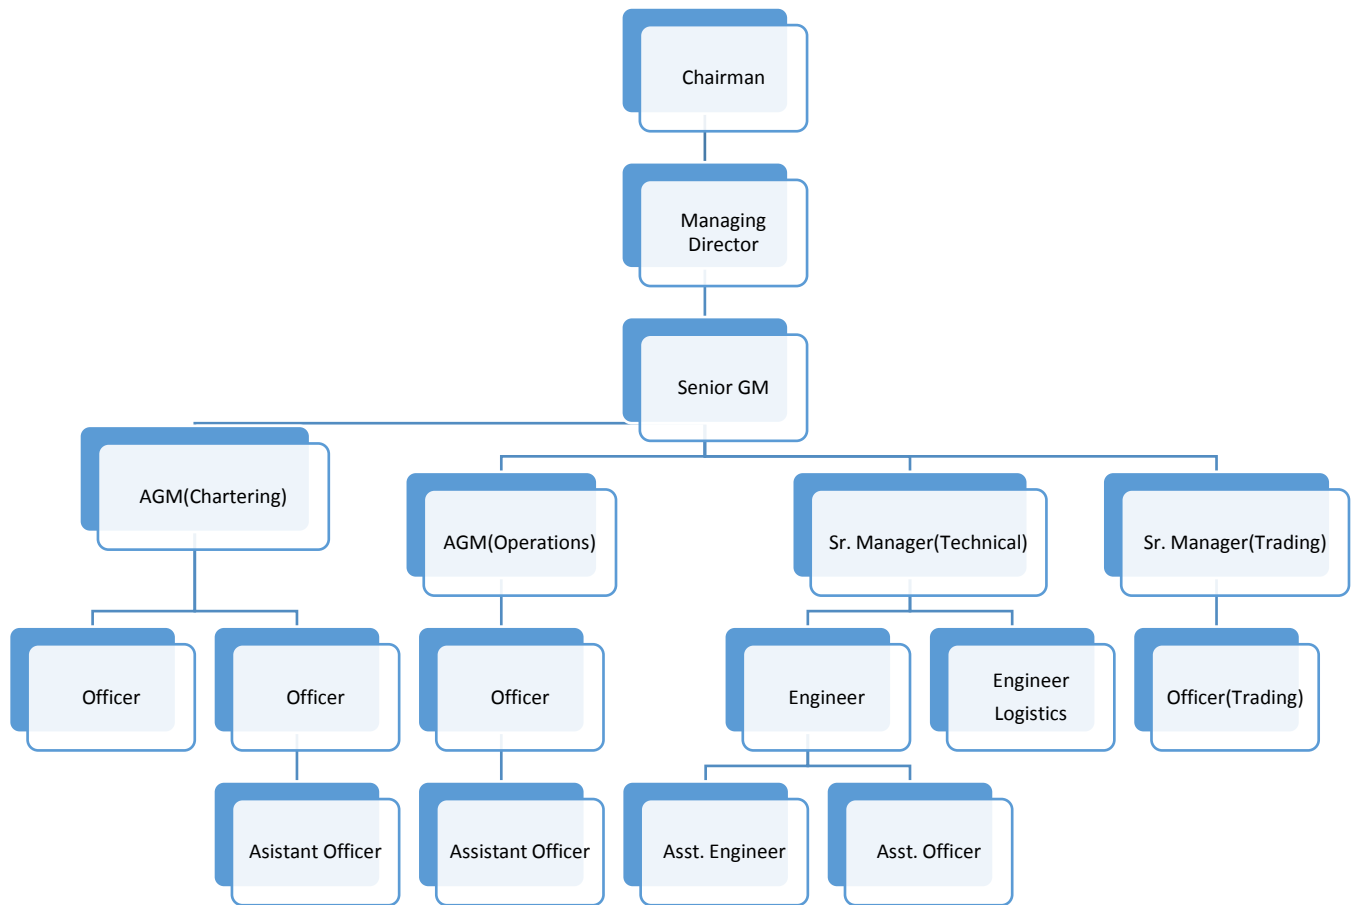 Chairman
Managing
Director
Senior GM
AGM(Chartering)
AGM(Operations)
Sr. Manager(Technical)
Sr. Manager(Trading)
Officer
Officer
Officer
Engineer
Engineer
Logistics
Officer(Trading)
Asistant Officer
Assistant Officer
Asst. Engineer
Asst. Officer